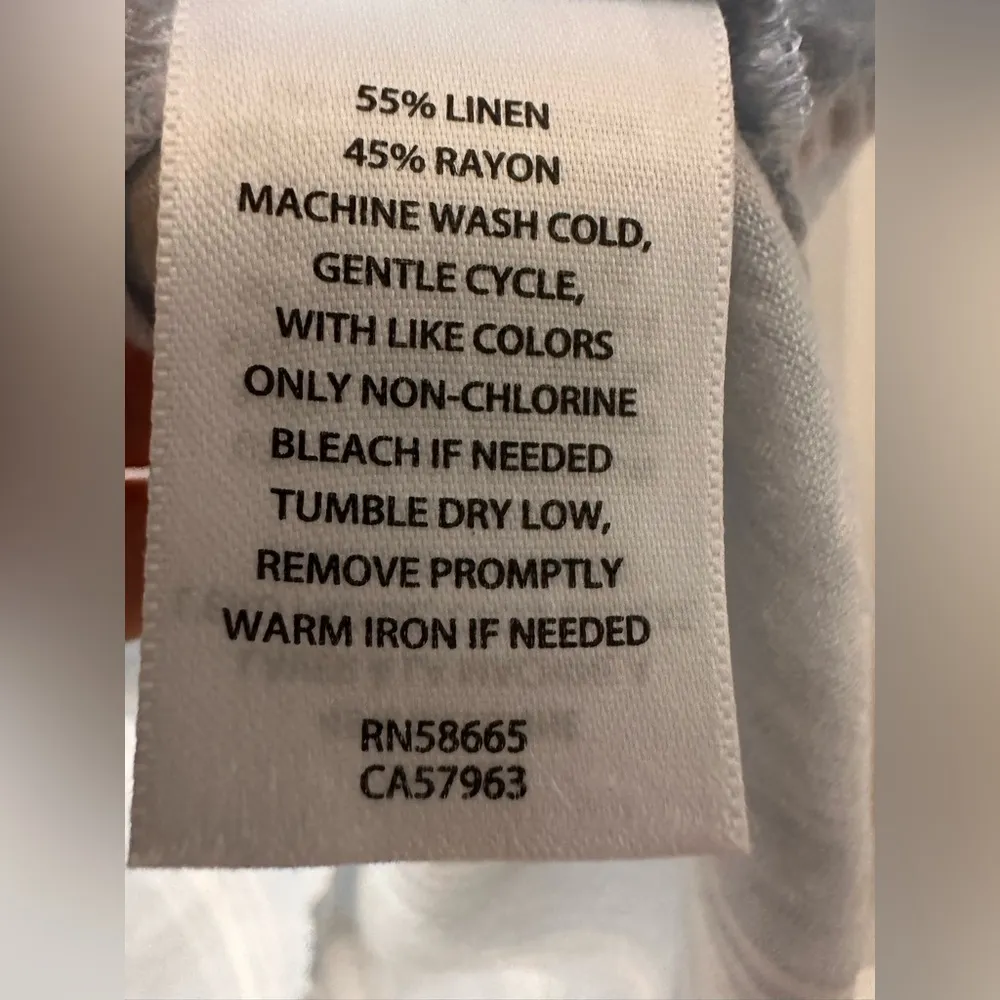 55% LINEN
45% RAYON
MACHINE WASH COLD,
GENTLE CYCLE,
WITH LIKE COLORS
ONLY NON-CHLORINE
BLEACH IF NEEDED
TUMBLE DRY LOW,
REMOVE PROMPTLY
WARM IRON IF NEEDED
RN58665
CA57963